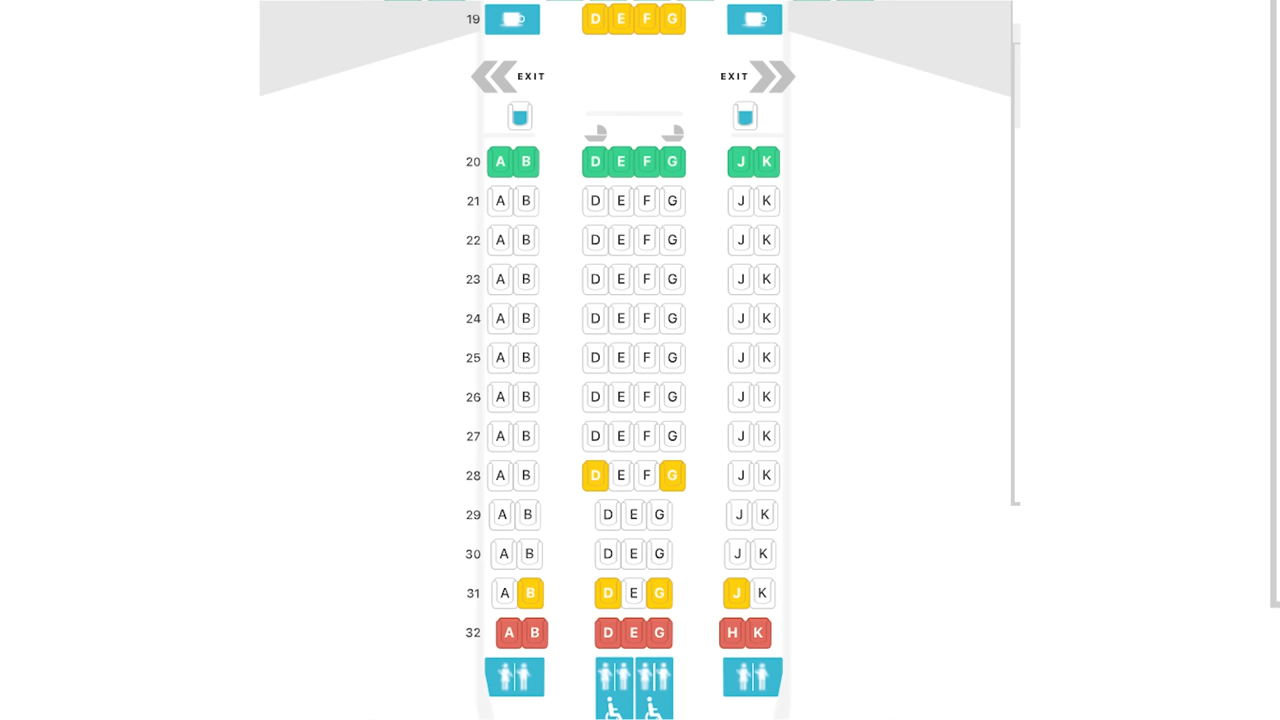 19 D E F G
EXIT EXIT
20 A B D E F G J K
21 A B D E F G J K
22 A B D E F G J K
23 A B D E F G J K
24 A B D E F G J K
25 A B D E F G J K
26 A B D E F G J K
27 A B D E F G J K
28 A B D E F G J K
29 A B D E G J K
30 A B D E G J K
31 A B D E G J K
32 A B D E G H K